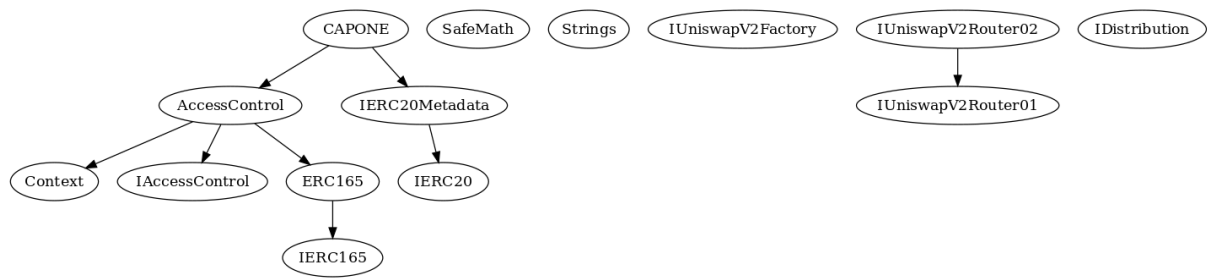 CAPONE
SafeMath
Strings
IUniswapV2Factory
IUniswapV2Router02
IDistribution
AccessControl
IERC20Metadata
IUniswapV2Router01
Context
IAccessControl
ERC165
IERC20
IERC165